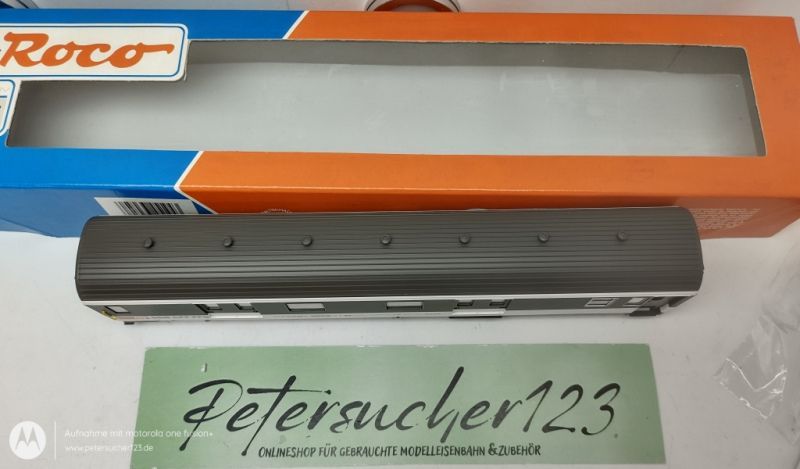 Roco
Petersucher123
ONLINESHOP FÜR GEBRAUCHTE MODELLEISENBAHN & ZUBEHÖR
Aufnahme mit motorola one fusion+
www.petersucher123.de